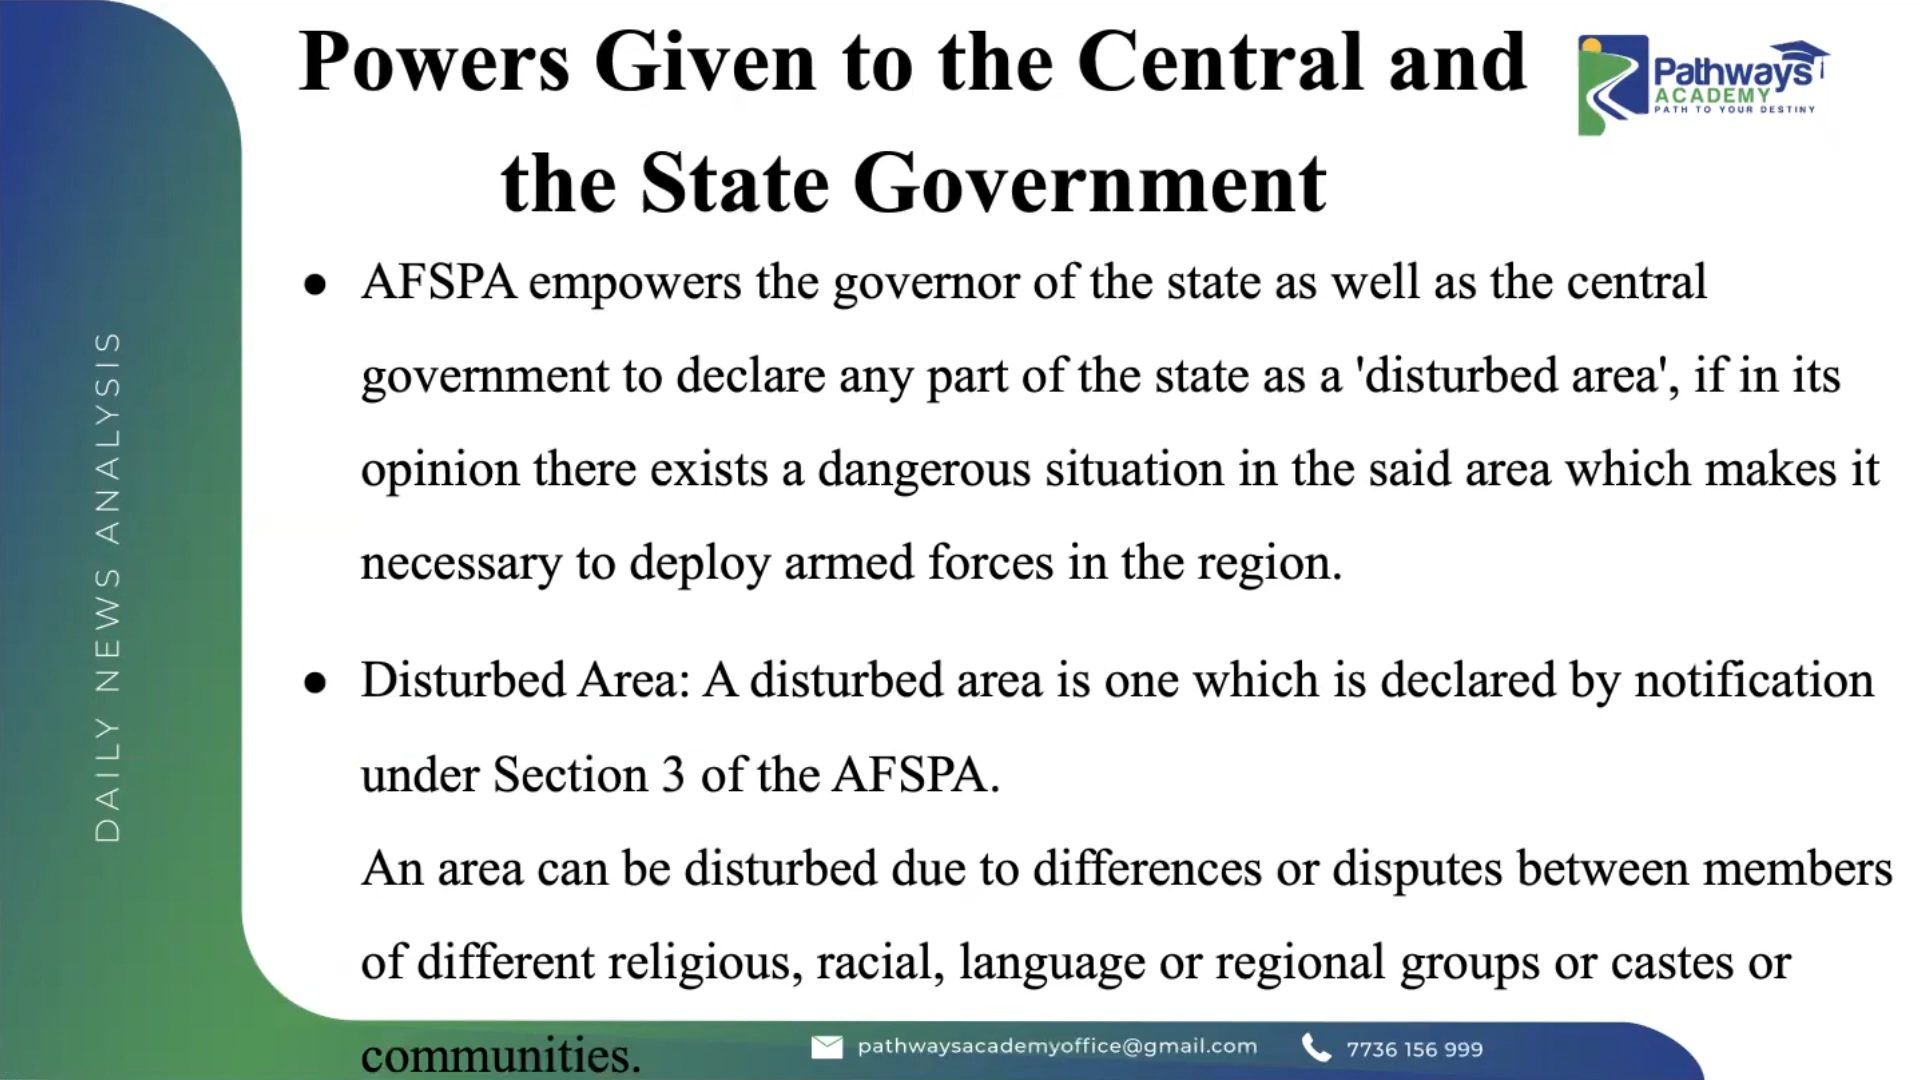 Powers Given to the Central and
the State Government
Pathways
ACADEMY
PATH TO YOUR DESTINY
● AFSPA empowers the governor of the state as well as the central
government to declare any part of the state as a 'disturbed area', if in its
opinion there exists a dangerous situation in the said area which makes it
necessary to deploy armed forces in the region.
● Disturbed Area: A disturbed area is one which is declared by notification
under Section 3 of the AFSPA.
An area can be disturbed due to differences or disputes between members
of different religious, racial, language or regional groups or castes or
communities.
DAILY NEWS ANALYSIS
pathwaysacademyoffice@gmail.com
7736 156 999